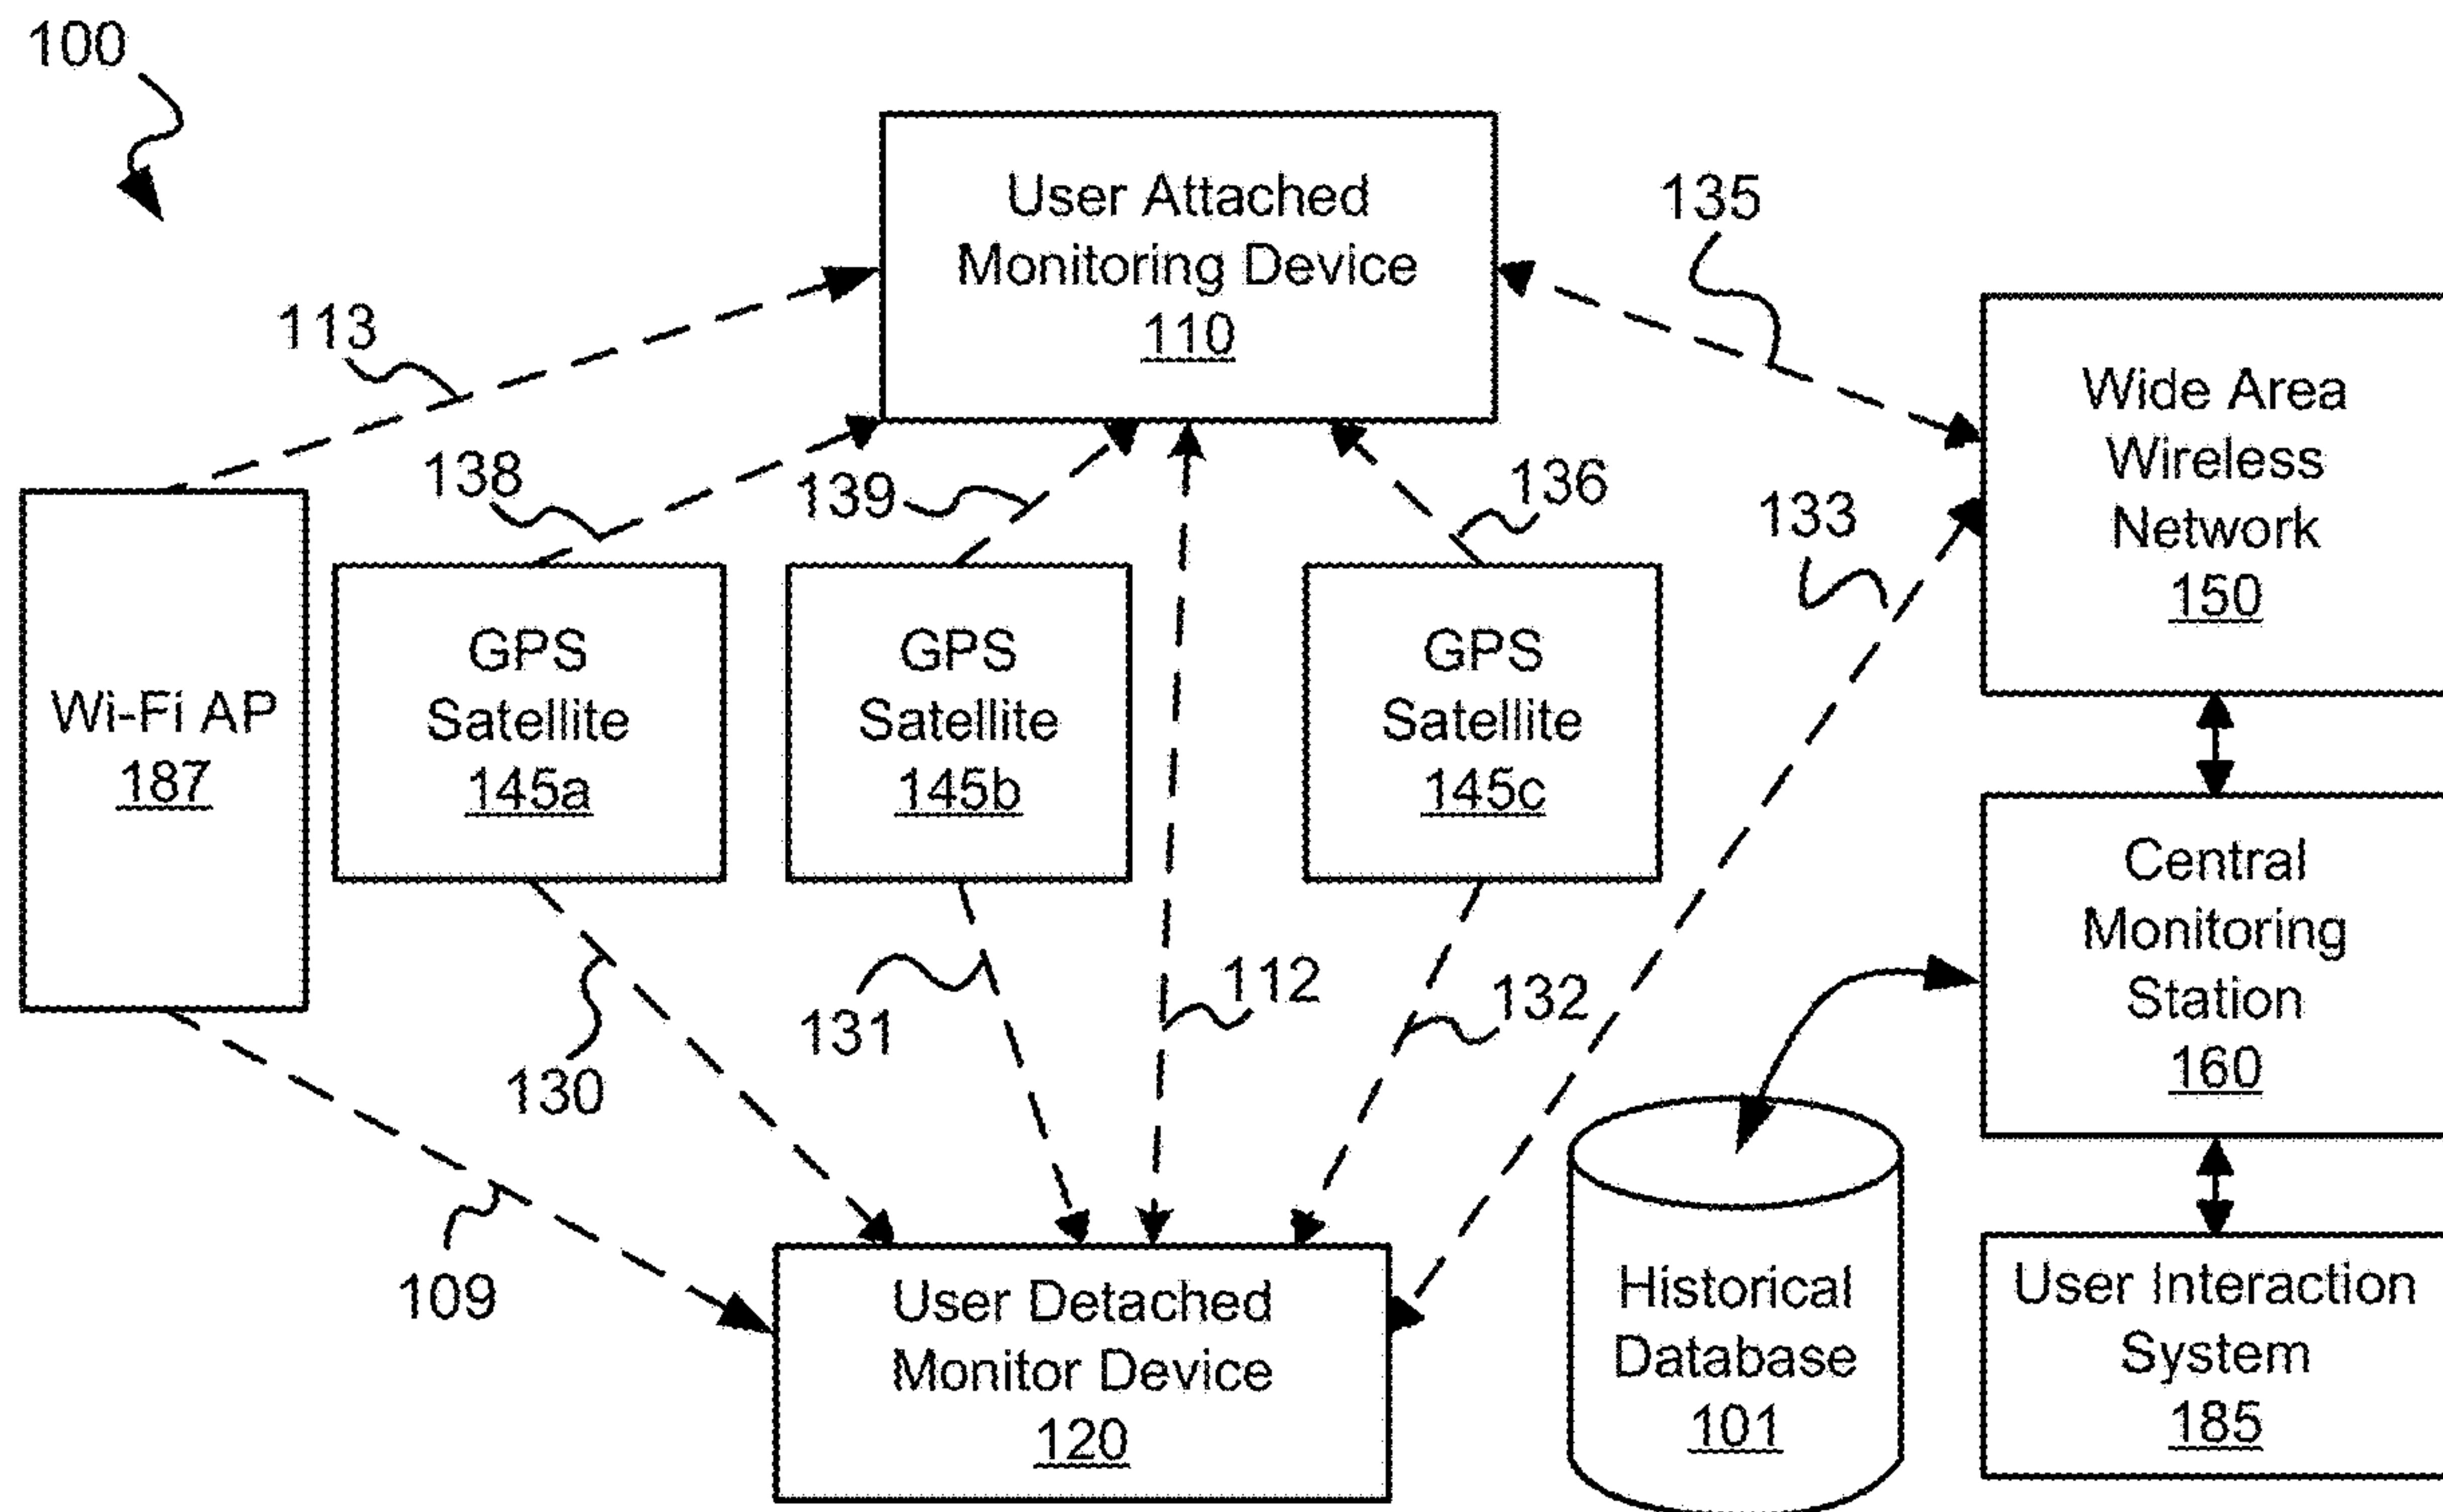 100
User Attached
Monitoring Device
110
135
113
138
139
136
133
Wide Area
Wireless
Network
150
Wi-Fi AP
187
GPS
Satellite
145a
GPS
Satellite
145b
GPS
Satellite
145c
Central
Monitoring
Station
160
130
131
112
132
109
User Detached
Monitor Device
120
Historical
Database
101
User Interaction
System
185